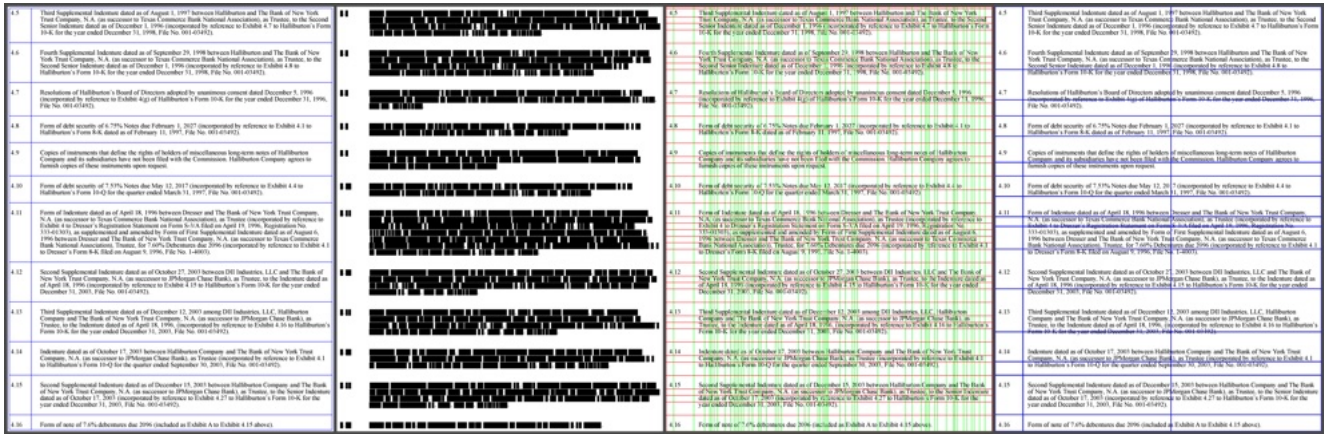 4.5 Third Supplemental Indenture dated as of August 1, 1997 between Halliburton and the Bank of New York
Trust Company, N.A. (as successor to Texas Commerce Bank National Association), as Trustee, to the Second
Senior Indenture dated as of December 1, 1996 (incorporated by reference to Exhibit 4.7 to Halliburton's Form
10-K for the year ended December 31, 1998, File No. 001-03492).
4.6 Fourth Supplemental Indenture dated as of September 29, 1998 between Halliburton and the Bank of New
York Trust Company, N.A. (as successor to Texas Commerce Bank National Association), as Trustee, to the
Second Senior Indenture dated as of December 1, 1996 (incorporated by reference to Exhibit 4.8 to
Halliburton's Form 10-K for the year ended December 31, 1998, File No. 001-03492).
4.7 Resolutions of Halliburton's Board of Directors adopted by unanimous consent dated December 5, 1996
(incorporated by reference to Exhibit 4(g) of Halliburton's Form 10-K for the year ended December 31, 1996,
File No. 001-03492).
4.8 Form of debt security of 6.75% Notes due February 1, 2027 (incorporated by reference to Exhibit 4.1 to
Halliburton's Form 8-K dated as of February 11, 1997, File No. 001-03492).
4.9 Copies of instruments that define the rights of holders of miscellaneous long-term notes of Halliburton
Company and its subsidiaries have not been filed with the Commission. Halliburton Company agrees to
furnish copies of these instruments upon request.
4.10 Form of debt security of 7.53% Notes due May 12, 2017 (incorporated by reference to Exhibit 4.4 to
Halliburton's Form 10-Q for the quarter ended March 31, 1997, File No. 001-03492).
4.11 Form of Indenture dated as of April 18, 1996 between Dresser and The Bank of New York Trust Company,
N.A. (as successor to Texas Commerce Bank National Association), as Trustee (incorporated by reference to
Exhibit 4 to Dresser's Registration Statement on Form S-3/A filed on April 19, 1996, Registration No.
333-01303), as supplemented and amended by Form of First Supplemental Indenture dated as of August 6,
1996 between Dresser and The Bank of New York Trust Company, N.A. (as successor to Texas Commerce
Bank National Association), Trustee, for 7.60% Debentures due 2096 (incorporated by reference to Exhibit 4.1
to Dresser's Form 8-K filed on August 9, 1996, File No. 1-4003).
4.12 Second Supplemental Indenture dated as of October 27, 2003 between DII Industries, LLC and The Bank of
New York Trust Company, N.A. (as successor to JPMorgan Chase Bank), as Trustee, to the Indenture dated as
of April 18, 1996 (incorporated by reference to Exhibit 4.15 to Halliburton's Form 10-K for the year ended
December 31, 2003, File No. 001-03492).
4.13 Third Supplemental Indenture dated as of December 12, 2003 among DII Industries, LLC, Halliburton
Company and The Bank of New York Trust Company, N.A. (as successor to JPMorgan Chase Bank), as
Trustee, to the Indenture dated as of April 18, 1996, (incorporated by reference to Exhibit 4.16 to Halliburton's
Form 10-K for the year ended December 31, 2003, File No. 001-03492).
4.14 Indenture dated as of October 17, 2003 between Halliburton Company and The Bank of New York Trust
Company, N.A. (as successor to JPMorgan Chase Bank), as Trustee (incorporated by reference to Exhibit 4.1
to Halliburton's Form 10-Q for the quarter ended September 30, 2003, File No. 001-03492).
4.15 Second Supplemental Indenture dated as of December 15, 2003 between Halliburton Company and The Bank
of New York Trust Company, N.A. (as successor to JPMorgan Chase Bank), as Trustee, to the Senior Indenture
dated as of October 17, 2003 (incorporated by reference to Exhibit 4.27 to Halliburton's Form 10-K for the
year ended December 31, 2003, File No. 001-03492).
4.16 Form of note of 7.6% debentures due 2096 (included as Exhibit A to Exhibit 4.15 above).